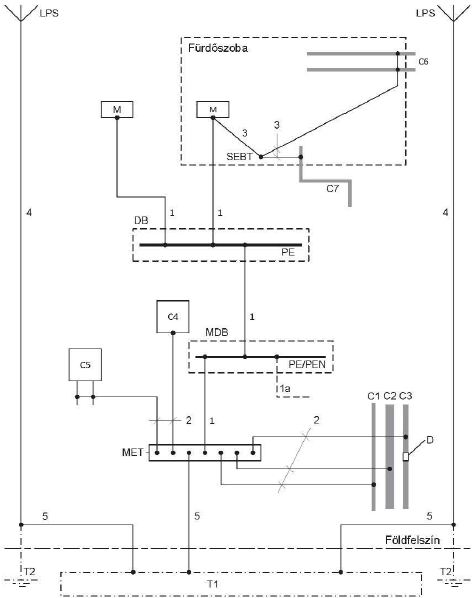 LPS
LPS
Fürdőszoba
C6
M
M
3
3
SEBT
C7
4
1
1
4
DB
PE
C4
1
MDB
C5
PE/PEN
1a
C1 C2 C3
2
1
2
MET
D
5
5
5
Földfelszín
T2
T1
T2